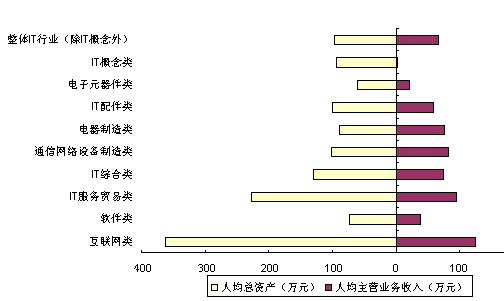 整体IT行业（除IT概念外）
IT概念类
电子元器件类
IT配件类
电器制造类
通信网络设备制造类
IT综合类
IT服务贸易类
软件类
互联网类
400 300 200 100 0 100
人均总资产（万元） 人均主营业务收入（万元）